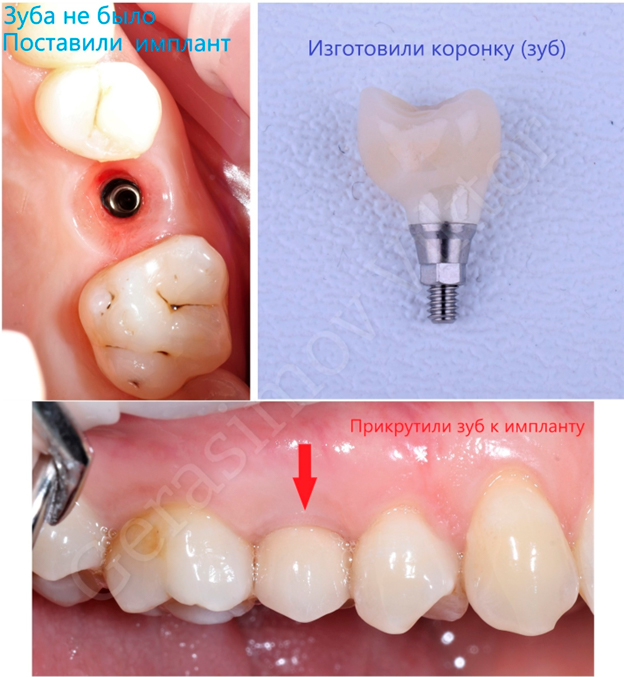 Зуба не было
Поставили имплант
Изготовили коронку (зуб)
Прикрутили зуб к импланту